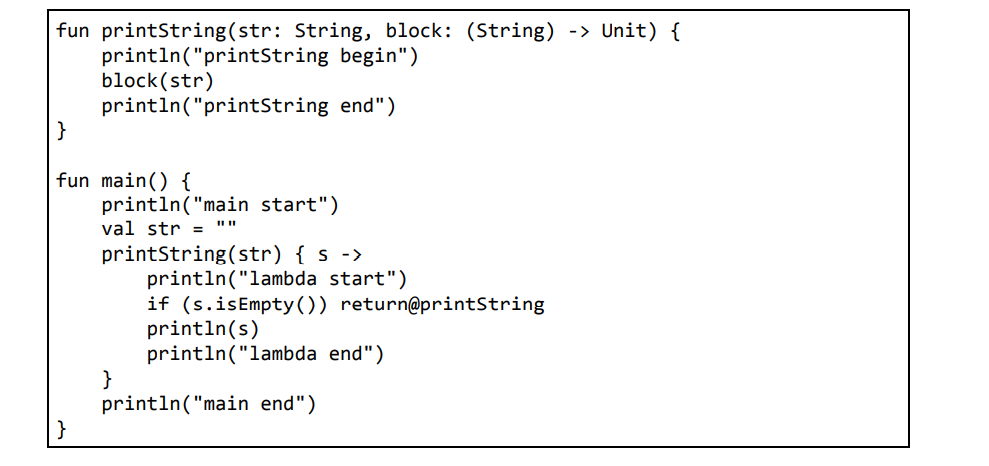 fun printString(str: String, block: (String) -> Unit) {
    println("printString begin")
    block(str)
    println("printString end")
}

fun main() {
    println("main start")
    val str = ""
    printString(str) { s ->
        println("lambda start")
        if (s.isEmpty()) return@printString
        println(s)
        println("lambda end")
    }
    println("main end")
}